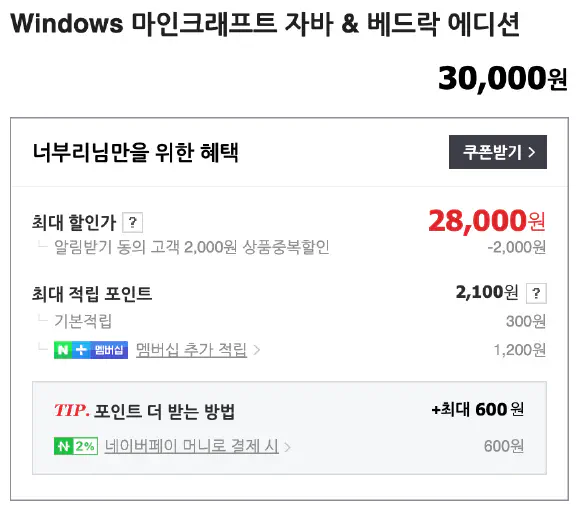 Windows 마인크래프트 자바 & 베드락 에디션
30,000원
너부리님만을 위한 혜택
쿠폰받기 >
최대 할인가 ?
28,000원
알림받기 동의 고객 2,000원 상품중복할인
-2,000원
최대 적립 포인트
2,100원 ?
기본적립
300원
N + 멤버십 멤버십 추가 적립 >
1,200원
TIP. 포인트 더 받는 방법
+최대 600원
N 2% 네이버페이 머니로 결제 시 >
600원